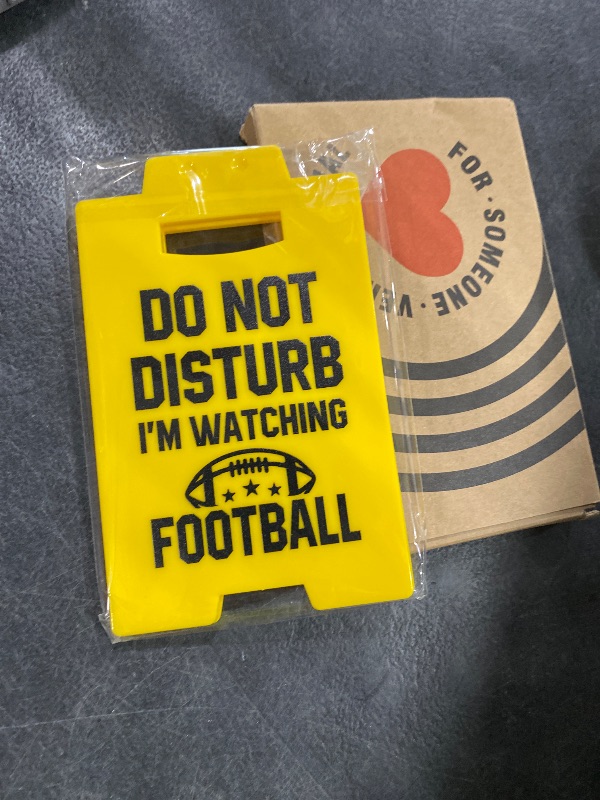 DO NOT
DISTURB
I'M WATCHING
FOOTBALL
FOR · SOMEONE ·